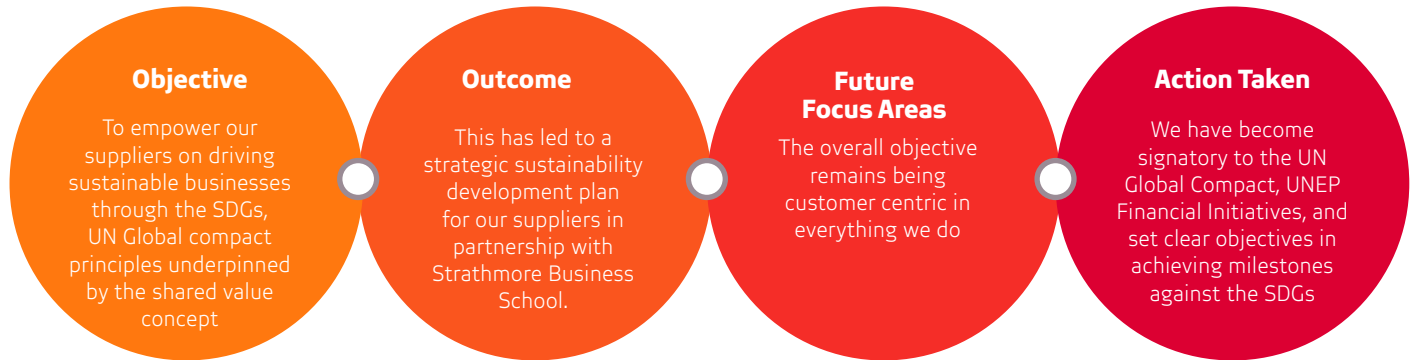 Objective
To empower our
suppliers on driving
sustainable businesses
through the SDGs,
UN Global compact
principles underpinned
by the shared value
concept
Outcome
This has led to a
strategic sustainability
development plan
for our suppliers in
partnership with
Strathmore Business
School.
Future
Focus Areas
The overall objective
remains being
customer centric in
everything we do
Action Taken
We have become
signatory to the UN
Global Compact, UNEP
Financial Initiatives, and
set clear objectives in
achieving milestones
against the SDGs